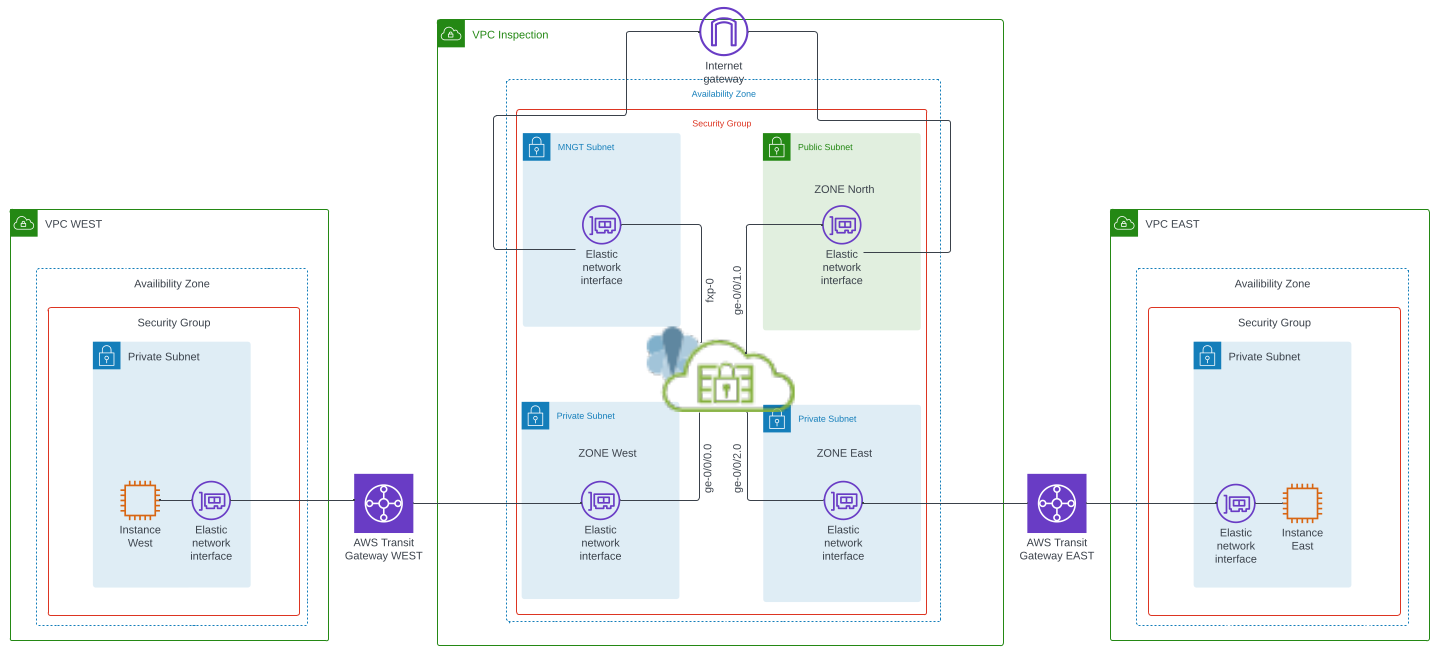 VPC Inspection
Internet
gateway
Availability Zone
Security Group
MNGT Subnet
Public Subnet
ZONE North
Elastic
network
interface
Elastic
network
interface
fxp-0
ge-0/0/1.0
Private Subnet
Private Subnet
ZONE West
ZONE East
ge-0/0/0.0
ge-0/0/2.0
Elastic
network
interface
Elastic
network
interface
VPC WEST
Availibility Zone
Security Group
Private Subnet
Instance
West
Elastic
network
interface
AWS Transit
Gateway WEST
AWS Transit
Gateway EAST
VPC EAST
Availibility Zone
Security Group
Private Subnet
Elastic
network
interface
Instance
East